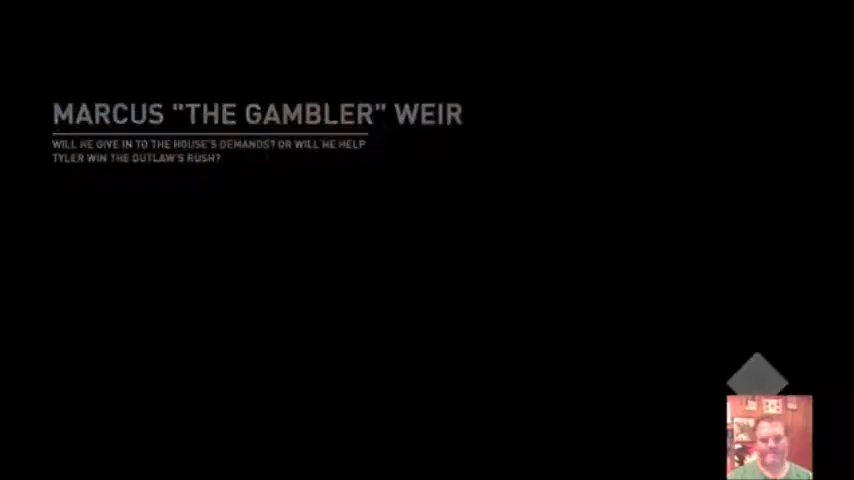 MARCUS "THE GAMBLER" WEIR
WILL HE GIVE IN TO THE HOUSE'S DEMANDS? OR WILL HE HELP
TYLER WIN THE OUTLAW'S RUSH?